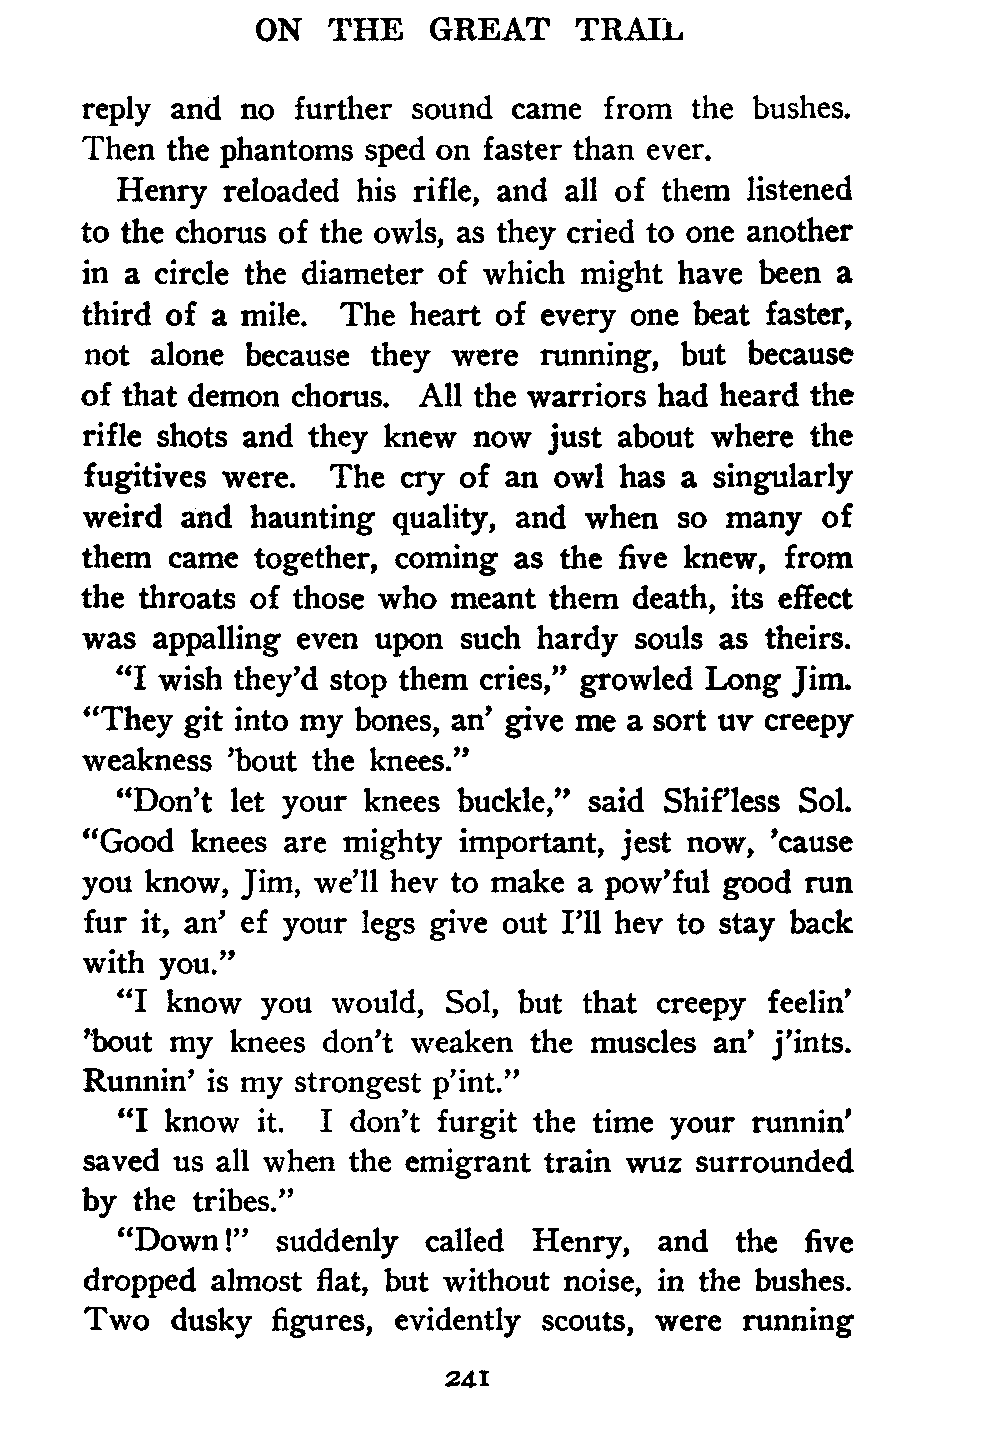 ON THE GREAT TRAIL
reply and no further sound came from the bushes.
Then the phantoms sped on faster than ever.
Henry reloaded his rifle, and all of them listened
to the chorus of the owls, as they cried to one another
in a circle the diameter of which might have been a
third of a mile. The heart of every one beat faster,
not alone because they were running, but because
of that demon chorus. All the warriors had heard the
rifle shots and they knew now just about where the
fugitives were. The cry of an owl has a singularly
weird and haunting quality, and when so many of
them came together, coming as the five knew, from
the throats of those who meant them death, its effect
was appalling even upon such hardy souls as theirs.
“I wish they’d stop them cries,” growled Long Jim.
“They git into my bones, an’ give me a sort uv creepy
weakness ’bout the knees.”
“Don’t let your knees buckle,” said Shif’less Sol.
“Good knees are mighty important, jest now, ’cause
you know, Jim, we’ll hev to make a pow’ful good run
fur it, an’ ef your legs give out I’ll hev to stay back
with you.”
“I know you would, Sol, but that creepy feelin’
’bout my knees don’t weaken the muscles an’ j’ints.
Runnin’ is my strongest p’int.”
“I know it. I don’t furgit the time your runnin’
saved us all when the emigrant train wuz surrounded
by the tribes.”
“Down!” suddenly called Henry, and the five
dropped almost flat, but without noise, in the bushes.
Two dusky figures, evidently scouts, were running
241